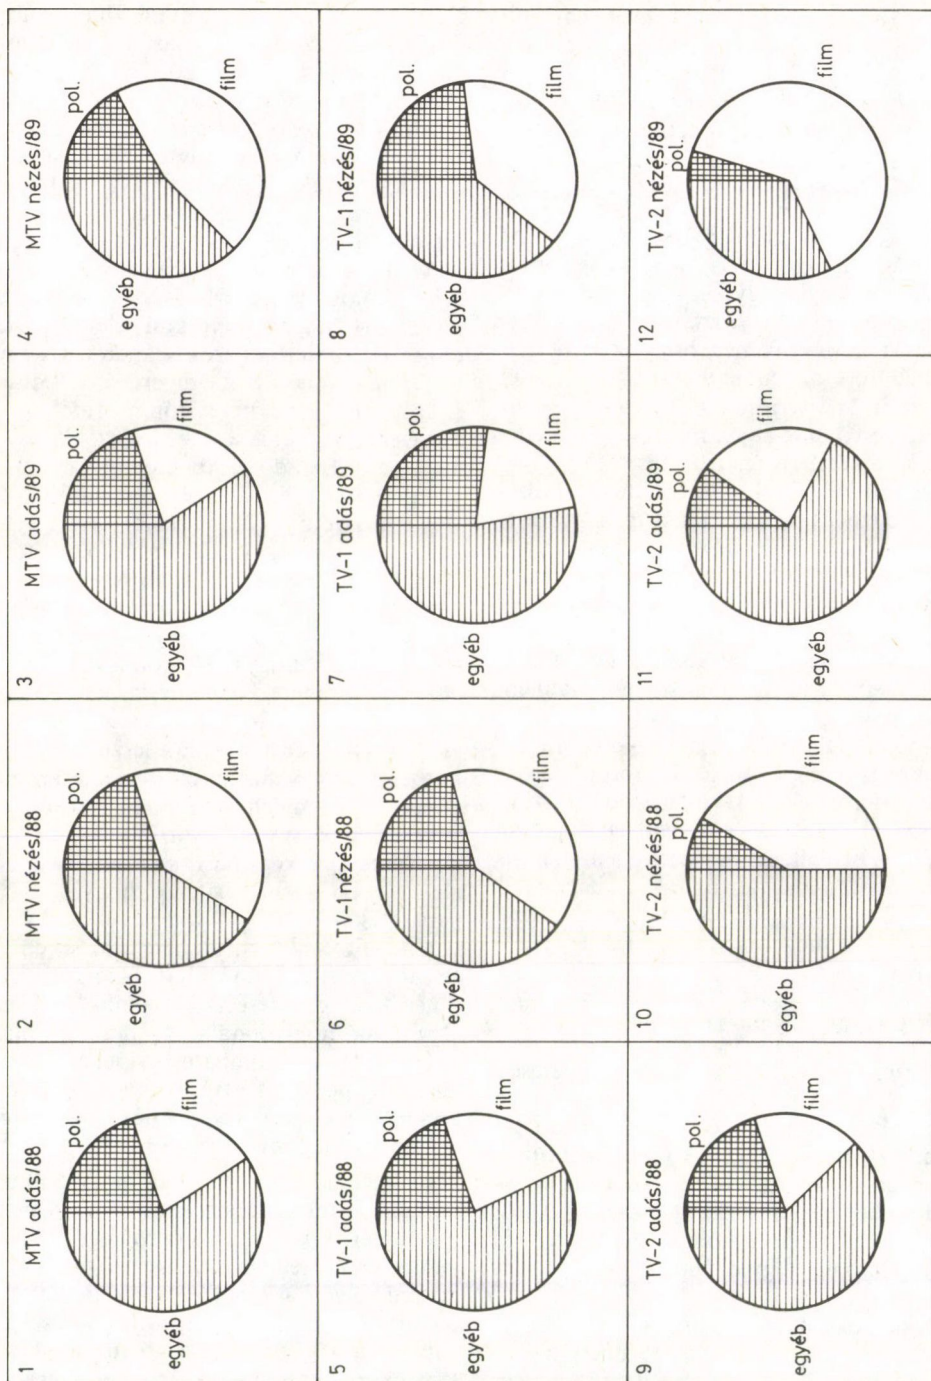 1
MTV adás/88
pol.
film
egyéb
2
MTV nézés/88
pol.
film
egyéb
3
MTV adás/89
pol.
film
egyéb
4
MTV nézés/89
pol.
film
egyéb
5
TV-1 adás/88
pol.
film
egyéb
6
TV-1 nézés/88
pol.
film
egyéb
7
TV-1 adás/89
pol.
film
egyéb
8
TV-1 nézés/89
pol.
film
egyéb
9
TV-2 adás/88
pol.
film
egyéb
10
TV-2 nézés/88
pol.
film
egyéb
11
TV-2 adás/89
pol.
film
egyéb
12
TV-2 nézés/89
pol.
film
egyéb